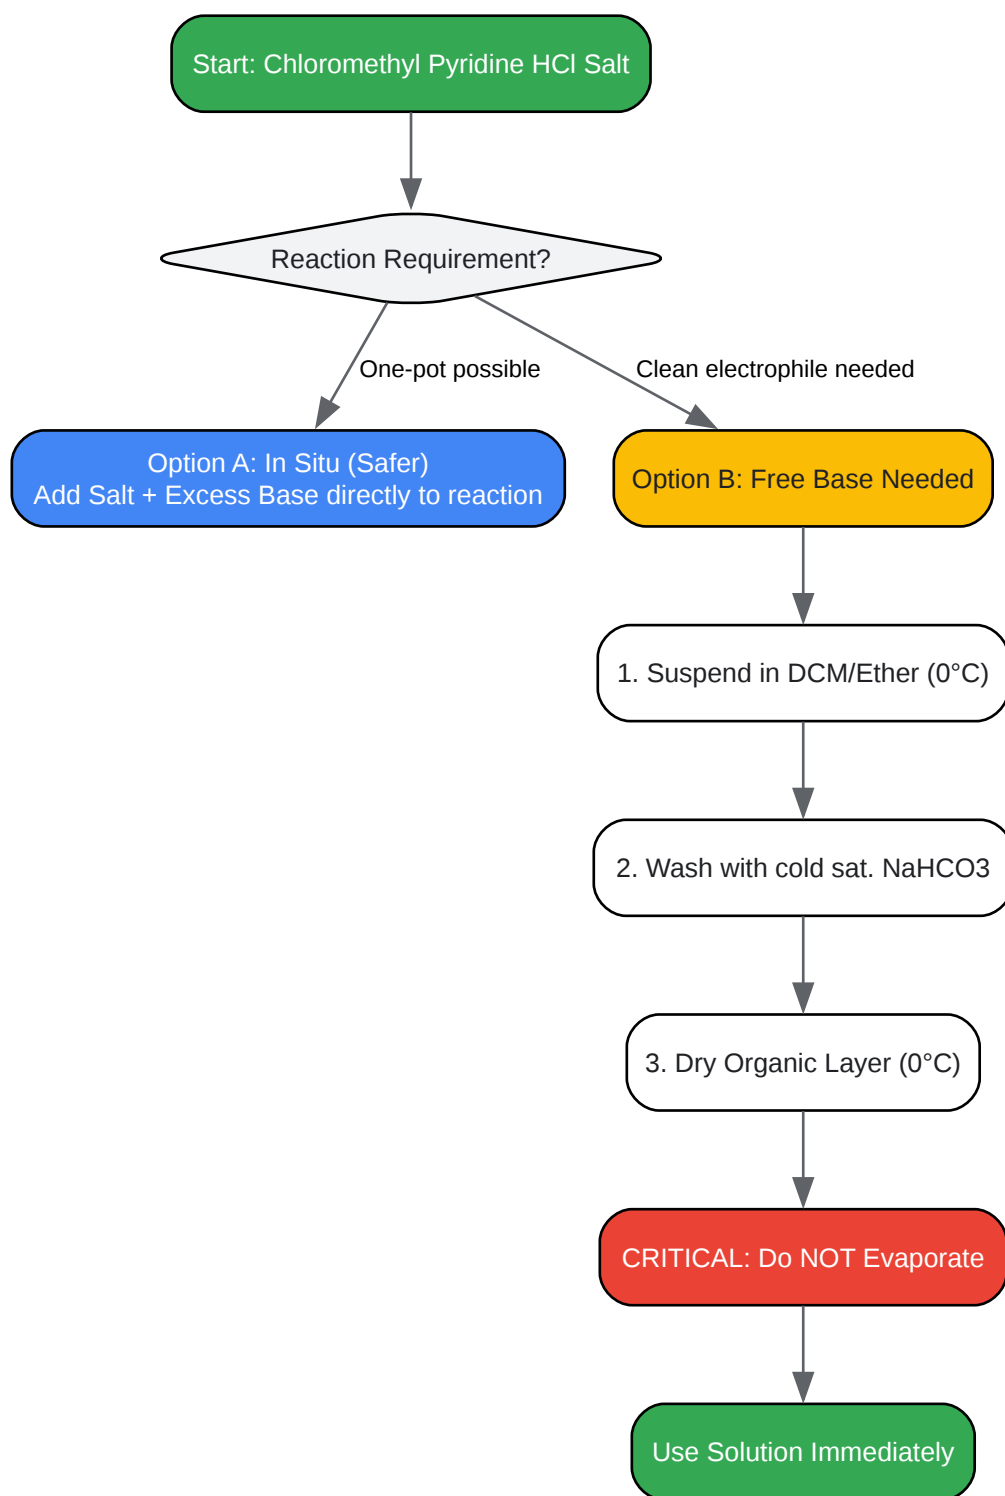 Start: Chloromethyl Pyridine HCl Salt
Reaction Requirement?
One-pot possible
Clean electrophile needed
Option A: In Situ (Safer)
Add Salt + Excess Base directly to reaction
Option B: Free Base Needed
1. Suspend in DCM/Ether (0°C)
2. Wash with cold sat. NaHCO3
3. Dry Organic Layer (0°C)
CRITICAL: Do NOT Evaporate
Use Solution Immediately